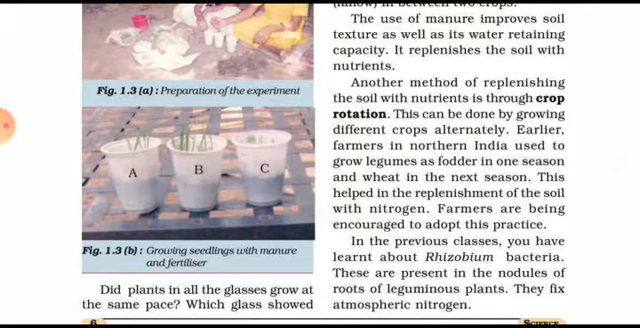 (fallow) in between two crops.
The use of manure improves soil
texture as well as its water retaining
capacity. It replenishes the soil with
nutrients.
Fig. 1.3 (a) : Preparation of the experiment
A
B
C
Fig. 1.3 (b) : Growing seedlings with manure
and fertiliser
Did plants in all the glasses grow at
the same pace? Which glass showed
Another method of replenishing
the soil with nutrients is through crop
rotation. This can be done by growing
different crops alternately. Earlier,
farmers in northern India used to
grow legumes as fodder in one season
and wheat in the next season. This
helped in the replenishment of the soil
with nitrogen. Farmers are being
encouraged to adopt this practice.
In the previous classes, you have
learnt about Rhizobium bacteria.
These are present in the nodules of
roots of leguminous plants. They fix
atmospheric nitrogen.
6
SCIENCE